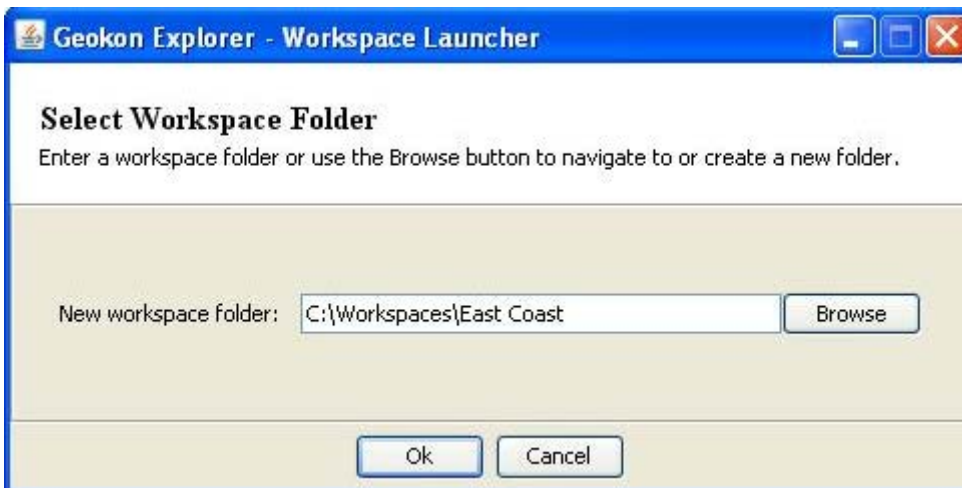 Geokon Explorer - Workspace Launcher
Select Workspace Folder
Enter a workspace folder or use the Browse button to navigate to or create a new folder.
New workspace folder: C:\Workspaces\East Coast Browse
Ok Cancel